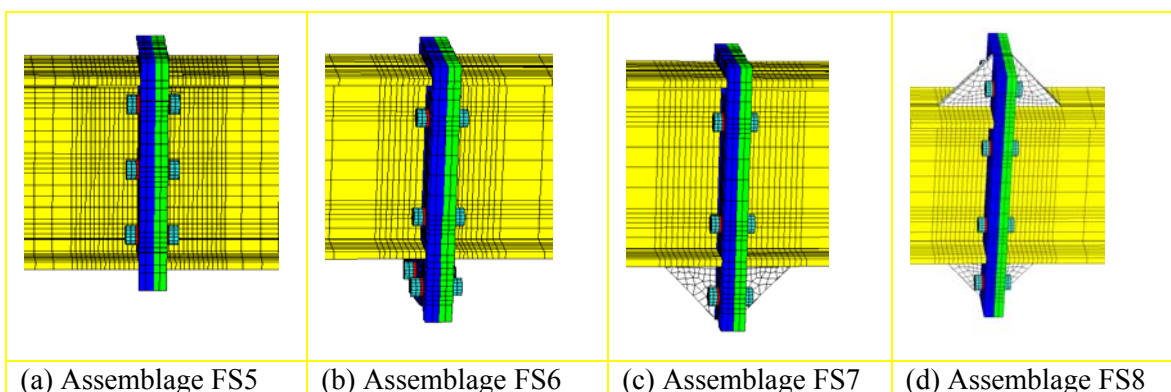 (a) Assemblage FS5
(b) Assemblage FS6
(c) Assemblage FS7
(d) Assemblage FS8